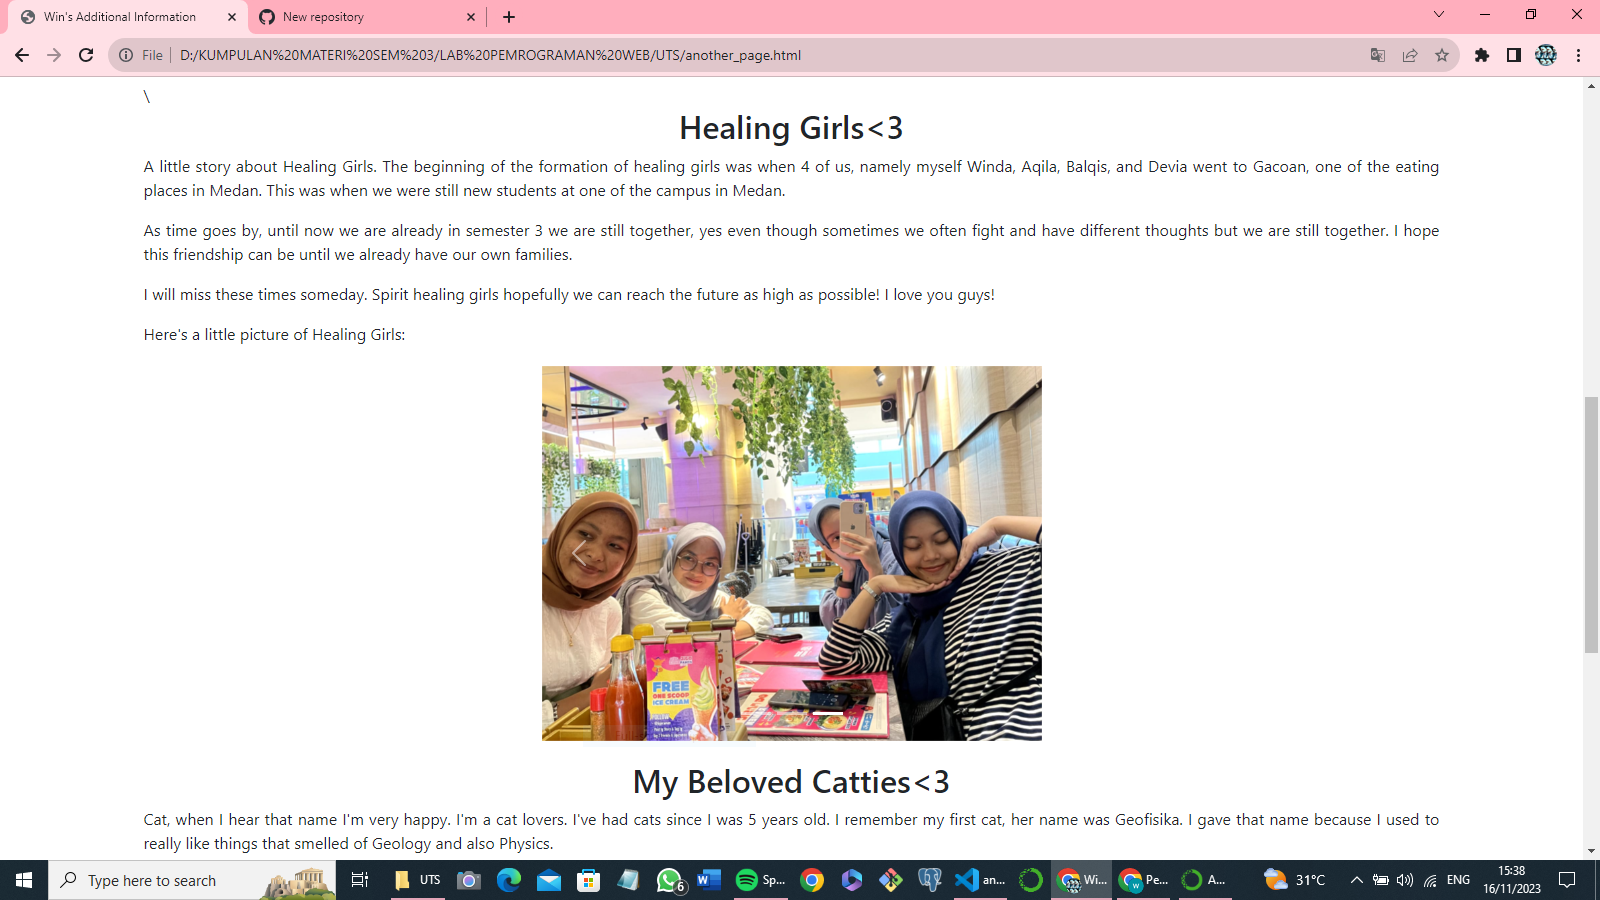 Win's Additional Information
New repository
File
D:/KUMPULAN%20MATERI%20SEM%203/LAB%20PEMROGRAMAN%20WEB/UTS/another_page.html
\
Healing Girls<3
A little story about Healing Girls. The beginning of the formation of healing girls was when 4 of us, namely myself Winda, Aqila, Balqis, and Devia went to Gacoan, one of the eating
places in Medan. This was when we were still new students at one of the campus in Medan.
As time goes by, until now we are already in semester 3 we are still together, yes even though sometimes we often fight and have different thoughts but we are still together. I hope
this friendship can be until we already have our own families.
I will miss these times someday. Spirit healing girls hopefully we can reach the future as high as possible! I love you guys!
Here's a little picture of Healing Girls:
FREE
ONE SCOOP
ICE CREAM
My Beloved Catties<3
Cat, when I hear that name I'm very happy. I'm a cat lovers. I've had cats since I was 5 years old. I remember my first cat, her name was Geofisika. I gave that name because I used to
really like things that smelled of Geology and also Physics.
Type here to search
UTS
6
Sp...
an...
Wi...
Pe...
A...
31°C
ENG
15:38
16/11/2023